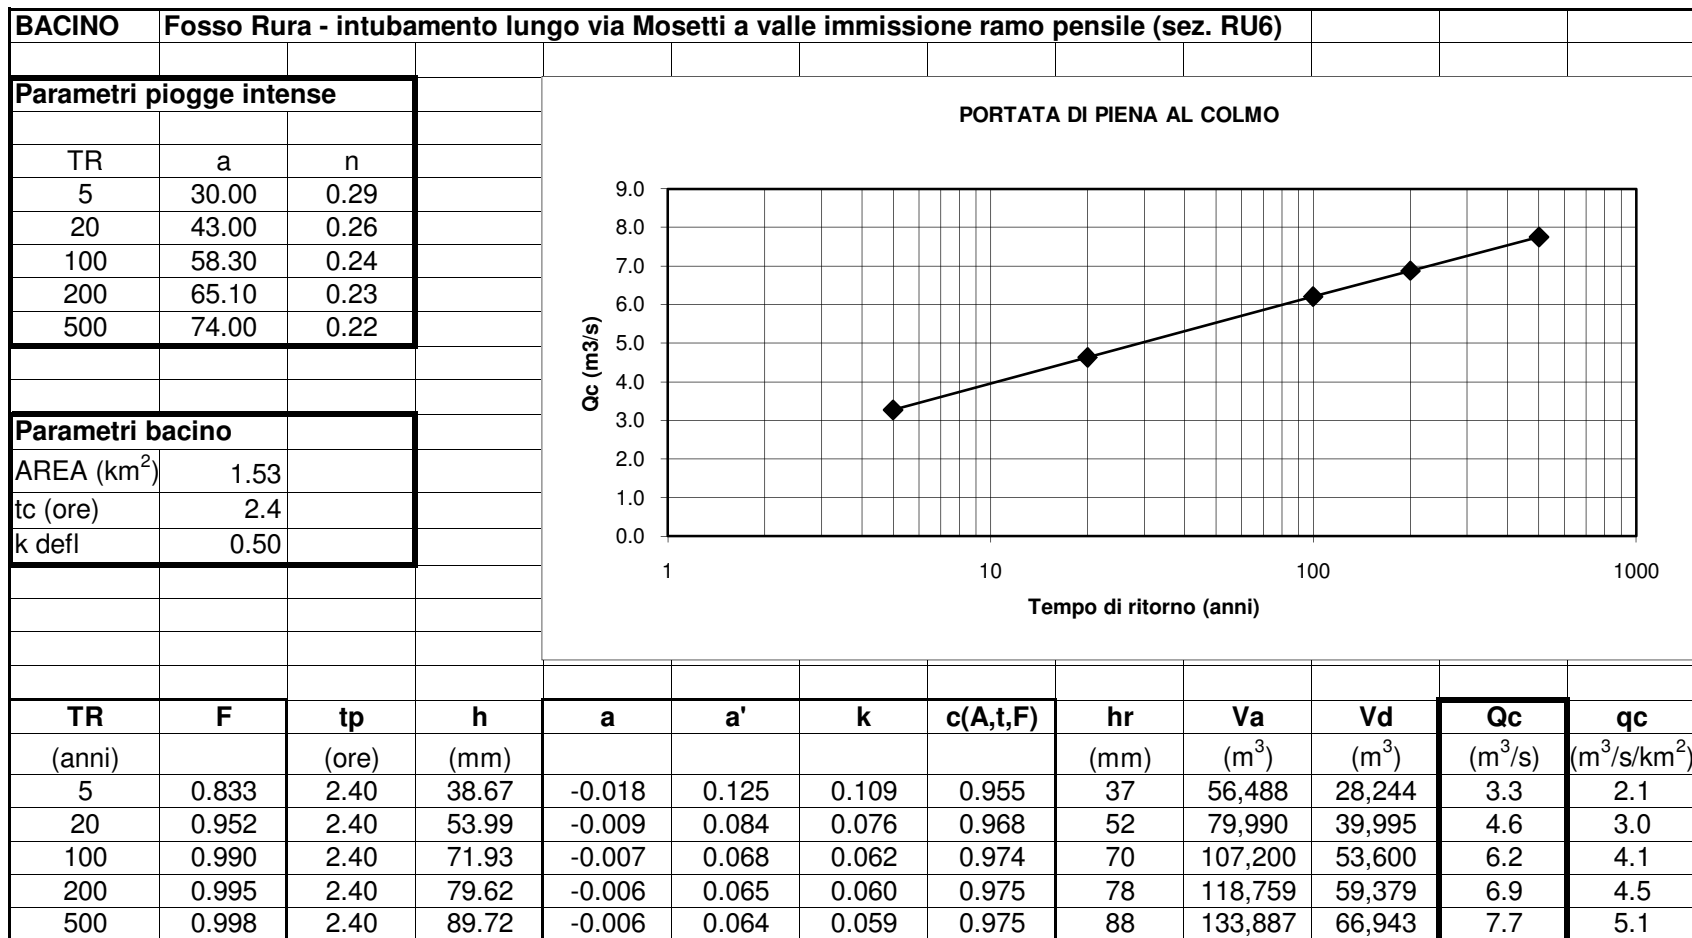 BACINO Fosso Rura - intubamento lungo via Mosetti a valle immissione ramo pensile (sez. RU6)
Parametri piogge intense
TR a n
5 30.00 0.29
20 43.00 0.26
100 58.30 0.24
200 65.10 0.23
500 74.00 0.22
Parametri bacino
AREA (km²) 1.53
tc (ore) 2.4
k defl 0.50
PORTATA DI PIENA AL COLMO
Qc (m3/s)
9.0
8.0
7.0
6.0
5.0
4.0
3.0
2.0
1.0
0.0
1 10 100 1000
Tempo di ritorno (anni)
TR F tp h a a' k c(A,t,F) hr Va Vd Qc qc
(anni) (ore) (mm) (mm) (m³) (m³) (m³/s) (m³/s/km²)
5 0.833 2.40 38.67 -0.018 0.125 0.109 0.955 37 56,488 28,244 3.3 2.1
20 0.952 2.40 53.99 -0.009 0.084 0.076 0.968 52 79,990 39,995 4.6 3.0
100 0.990 2.40 71.93 -0.007 0.068 0.062 0.974 70 107,200 53,600 6.2 4.1
200 0.995 2.40 79.62 -0.006 0.065 0.060 0.975 78 118,759 59,379 6.9 4.5
500 0.998 2.40 89.72 -0.006 0.064 0.059 0.975 88 133,887 66,943 7.7 5.1